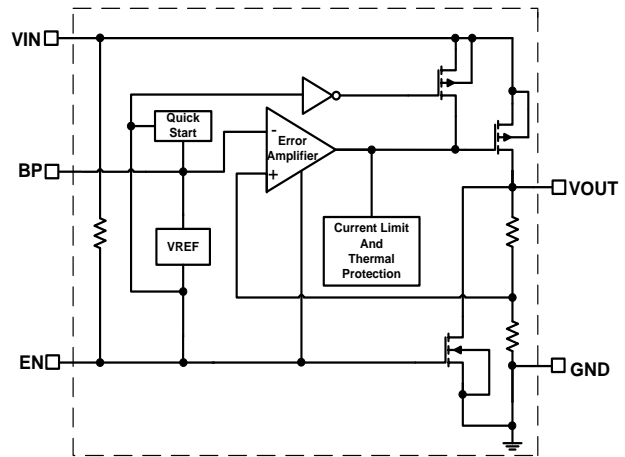 VIN
Quick
Start
-
Error
Amplifier
+
BP
VOUT
VREF
Current Limit
And
Thermal
Protection
EN
GND